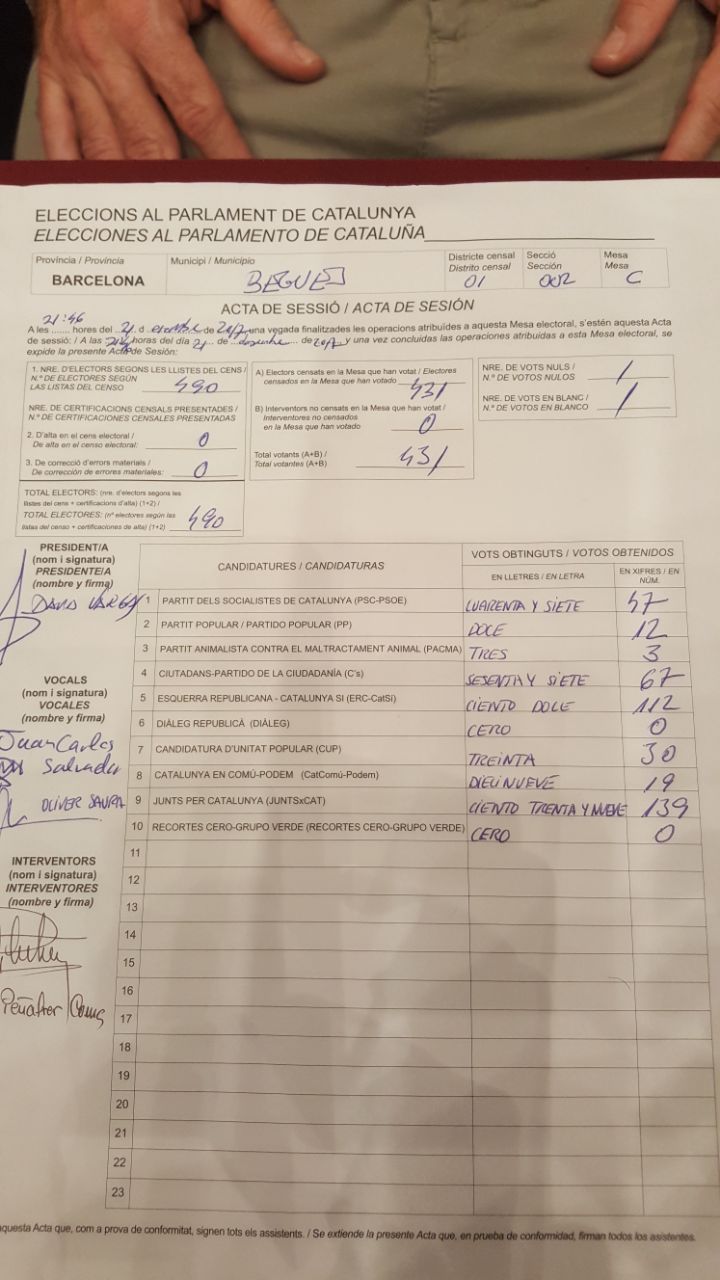 ELECCIONS AL PARLAMENT DE CATALUNYA
ELECCIONES AL PARLAMENTO DE CATALUÑA
Província / Provincia
BARCELONA
Municipi / Municipio
BEGUES
Districte censal
Distrito censal
01
Secció
Sección
002
Mesa
Mesa
C
ACTA DE SESSIÓ / ACTA DE SESIÓN
21:46
A les ....... hores del 21 d de 2017 una vegada finalitzades les operacions atribuïdes a aquesta Mesa electoral, s'estén aquesta Acta
de sessió: / A las horas del día 21 de de 2017 y una vez concluidas las operaciones atribuidas a esta Mesa electoral, se
expide la presente Acta de Sesión:
1. NRE. D'ELECTORS SEGONS LES LLISTES DEL CENS /
N.º DE ELECTORES SEGÚN
LAS LISTAS DEL CENSO 490
NRE. DE CERTIFICACIONS CENSALS PRESENTADES /
N.º DE CERTIFICACIONES CENSALES PRESENTADAS
2. D'alta en el cens electoral /
De alta en el censo electoral: 0
3. De correcció d'errors materials /
De corrección de errores materiales: 0
TOTAL ELECTORS: (nre. d'electors segons les
llistes del cens + certificacions d'alta) (1+2) /
TOTAL ELECTORES: (nº electores según las
listas del censo + certificaciones de alta) (1+2) 490
A) Electors censats en la Mesa que han votat / Electores
censados en la Mesa que han votado 431
B) Interventors no censats en la Mesa que han votat /
Interventores no censados
en la Mesa que han votado 0
Total votants (A+B) /
Total votantes (A+B) 431
NRE. DE VOTS NULS /
N.º DE VOTOS NULOS 1
NRE. DE VOTS EN BLANC /
N.º DE VOTOS EN BLANCO 1
PRESIDENT/A
(nom i signatura)
PRESIDENTE/A
(nombre y firma)
DAVID VARGAS
VOCALS
(nom i signatura)
VOCALES
(nombre y firma)
Juan Carlos
Salvador
OLIVER SAURA
INTERVENTORS
(nom i signatura)
INTERVENTORES
(nombre y firma)
CANDIDATURES / CANDIDATURAS
VOTS OBTINGUTS / VOTOS OBTENIDOS
EN LLETRES / EN LETRA
EN XIFRES / EN NÚM.
1 PARTIT DELS SOCIALISTES DE CATALUNYA (PSC-PSOE) CUARENTA Y SIETE 47
2 PARTIT POPULAR / PARTIDO POPULAR (PP) DOCE 12
3 PARTIT ANIMALISTA CONTRA EL MALTRACTAMENT ANIMAL (PACMA) TRES 3
4 CIUTADANS-PARTIDO DE LA CIUDADANÍA (C's) SESENTA Y SIETE 67
5 ESQUERRA REPUBLICANA - CATALUNYA SI (ERC-CatSí) CIENTO DOCE 112
6 DIÀLEG REPUBLICÀ (DIÀLEG) CERO 0
7 CANDIDATURA D'UNITAT POPULAR (CUP) TREINTA 30
8 CATALUNYA EN COMÚ-PODEM (CatComú-Podem) DIECINUEVE 19
9 JUNTS PER CATALUNYA (JUNTSxCAT) CIENTO TRENTA Y NUEVE 139
10 RECORTES CERO-GRUPO VERDE (RECORTES CERO-GRUPO VERDE) CERO 0
11
12
13
14
15
16
17
18
19
20
21
22
23
aquesta Acta que, com a prova de conformitat, signen tots els assistents. / Se extiende la presente Acta que, en prueba de conformidad, firman todos los asistentes.